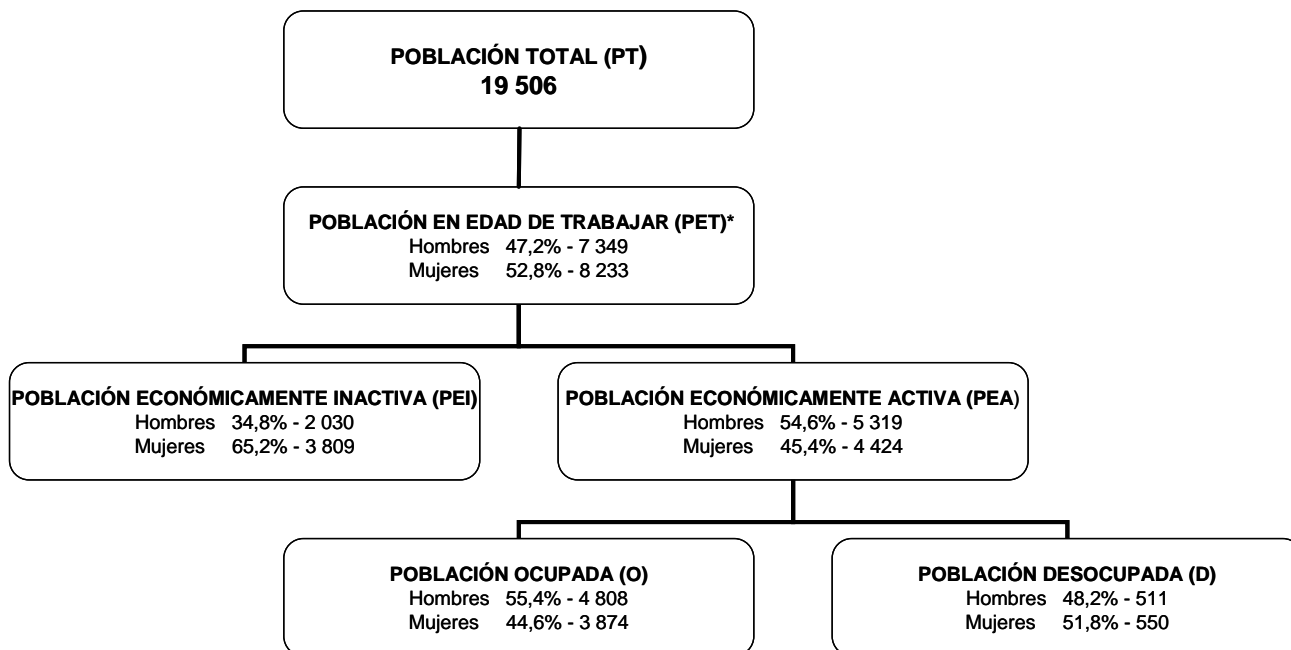 POBLACIÓN TOTAL (PT)
19 506
POBLACIÓN EN EDAD DE TRABAJAR (PET)*
Hombres 47,2% - 7 349
Mujeres 52,8% - 8 233
POBLACIÓN ECONÓMICAMENTE INACTIVA (PEI)
Hombres 34,8% - 2 030
Mujeres 65,2% - 3 809
POBLACIÓN ECONÓMICAMENTE ACTIVA (PEA)
Hombres 54,6% - 5 319
Mujeres 45,4% - 4 424
POBLACIÓN OCUPADA (O)
Hombres 55,4% - 4 808
Mujeres 44,6% - 3 874
POBLACIÓN DESOCUPADA (D)
Hombres 48,2% - 511
Mujeres 51,8% - 550